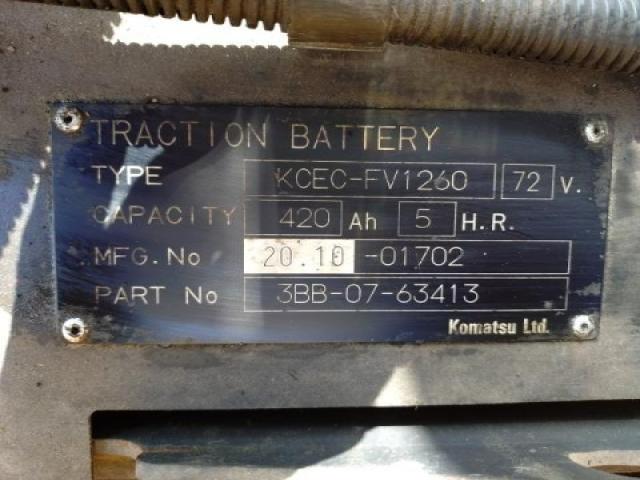 TRACTION BATTERY
TYPE KCEC-FV1260 72 V.
CAPACITY 420 Ah 5 H.R.
MFG.No 20.10 -01702
PART No 3BB-07-63413
Komatsu Ltd.